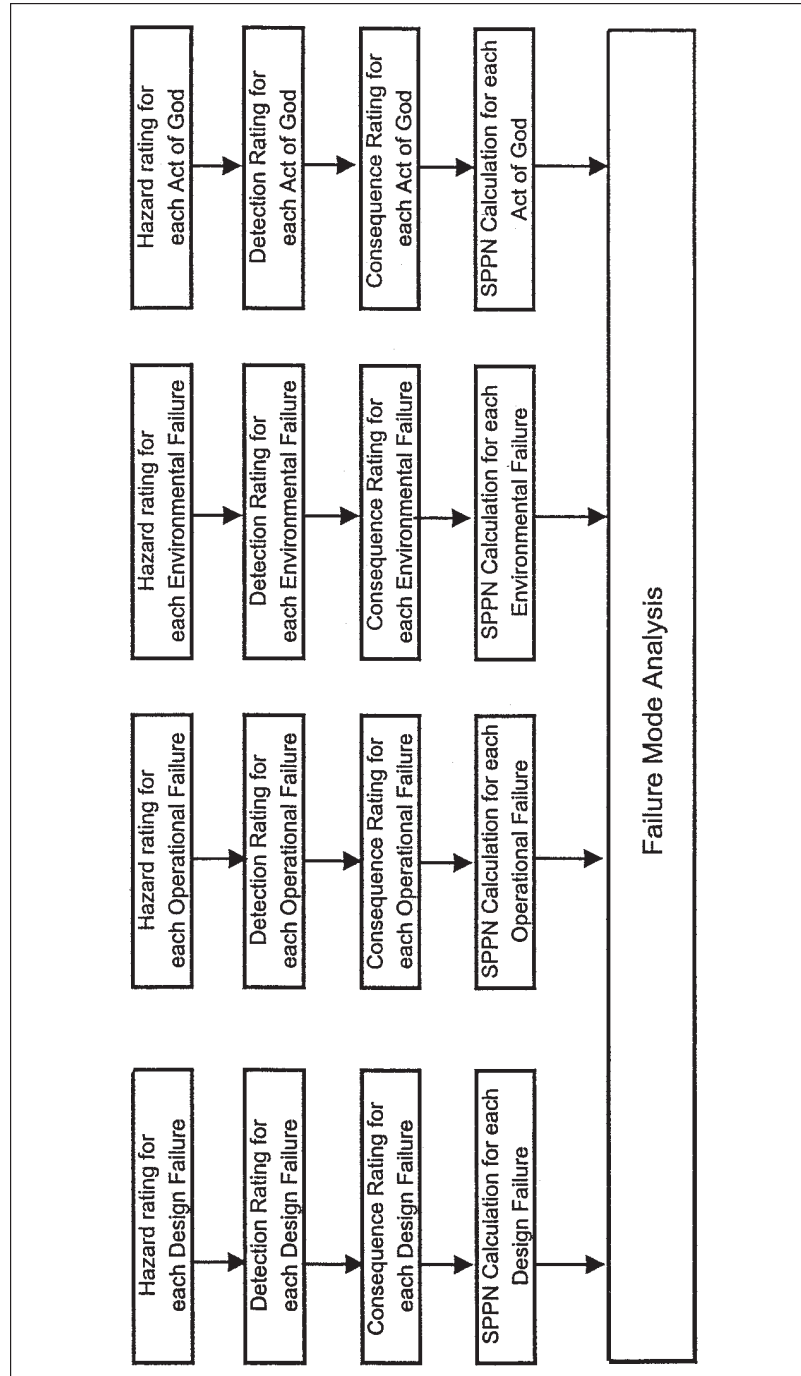 Hazard rating for
each Design Failure
Detection Rating for
each Design Failure
Consequence Rating for
each Design Failure
SPPN Calculation for each
Design Failure
Hazard rating for
each Operational Failure
Detection Rating for
each Operational Failure
Consequence Rating for
each Operational Failure
SPPN Calculation for each
Operational Failure
Hazard rating for
each Environmental Failure
Detection Rating for
each Environmental Failure
Consequence Rating for
each Environmental Failure
SPPN Calculation for each
Environmental Failure
Hazard rating for
each Act of God
Detection Rating for
each Act of God
Consequence Rating for
each Act of God
SPPN Calculation for each
Act of God
Failure Mode Analysis